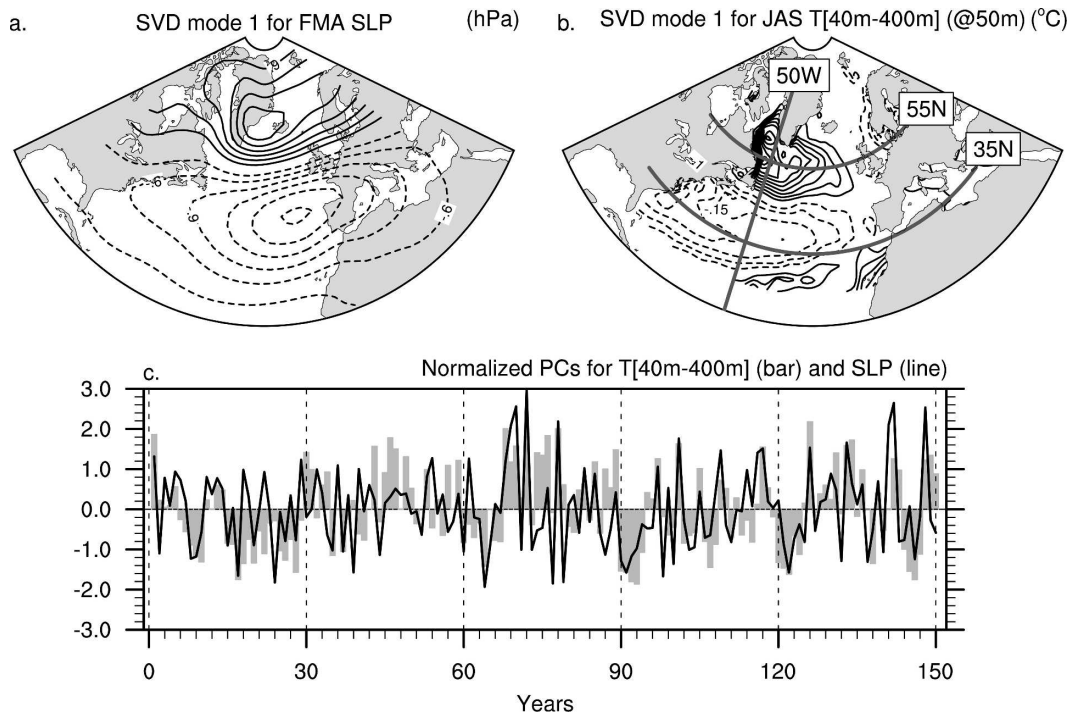 a. SVD mode 1 for FMA SLP (hPa)
b. SVD mode 1 for JAS T[40m-400m] (@50m) (°C)
50W
55N
35N
.15
.6
.6
.6
c. Normalized PCs for T[40m-400m] (bar) and SLP (line)
3.0
2.0
1.0
0.0
-1.0
-2.0
-3.0
0 30 60 90 120 150
Years